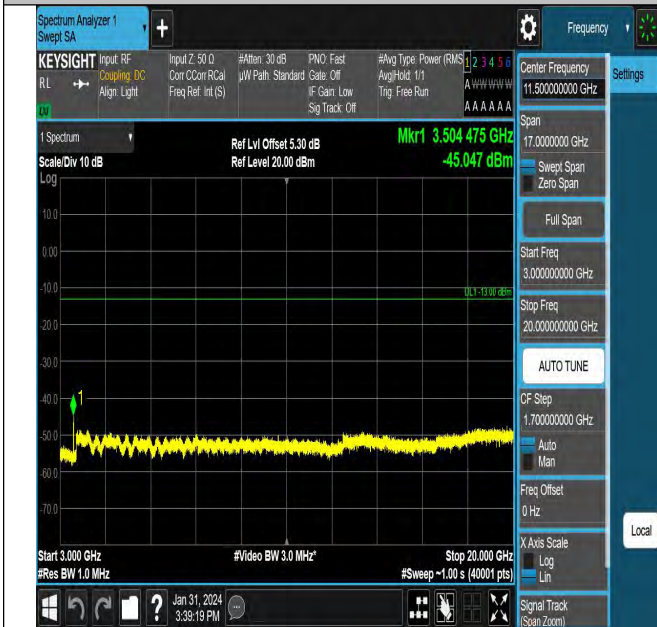 Spectrum Analyzer 1
Swept SA
Frequency
KEYSIGHT
RL
Input: RF
Coupling: DC
Align: Light
Input Z: 50 Ω
Corr CCorr RCal
Freq Ref: Int (S)
#Atten: 30 dB
µW Path: Standard
PNO: Fast
Gate: Off
IF Gain: Low
Sig Track: Off
#Avg Type: Power (RMS
Avg|Hold: 1/1
Trig: Free Run
1 2 3 4 5 6
A W W W W W
A A A A A A
1 Spectrum
Scale/Div 10 dB
Log
Ref Lvl Offset 5.30 dB
Ref Level 20.00 dBm
Mkr1 3.504 475 GHz
-45.047 dBm
10.0
0.00
-10.0
-20.0
-30.0
-40.0
-50.0
-60.0
-70.0
DL1 -13.00 dBm
1
Start 3.000 GHz
#Res BW 1.0 MHz
#Video BW 3.0 MHz*
Stop 20.000 GHz
#Sweep ~1.00 s (40001 pts)
Jan 31, 2024
3:39:19 PM
Center Frequency
11.500000000 GHz
Settings
Span
17.0000000 GHz
Swept Span
Zero Span
Full Span
Start Freq
3.000000000 GHz
Stop Freq
20.000000000 GHz
AUTO TUNE
CF Step
1.700000000 GHz
Auto
Man
Freq Offset
0 Hz
X Axis Scale
Log
Lin
Local
Signal Track
(Span Zoom)